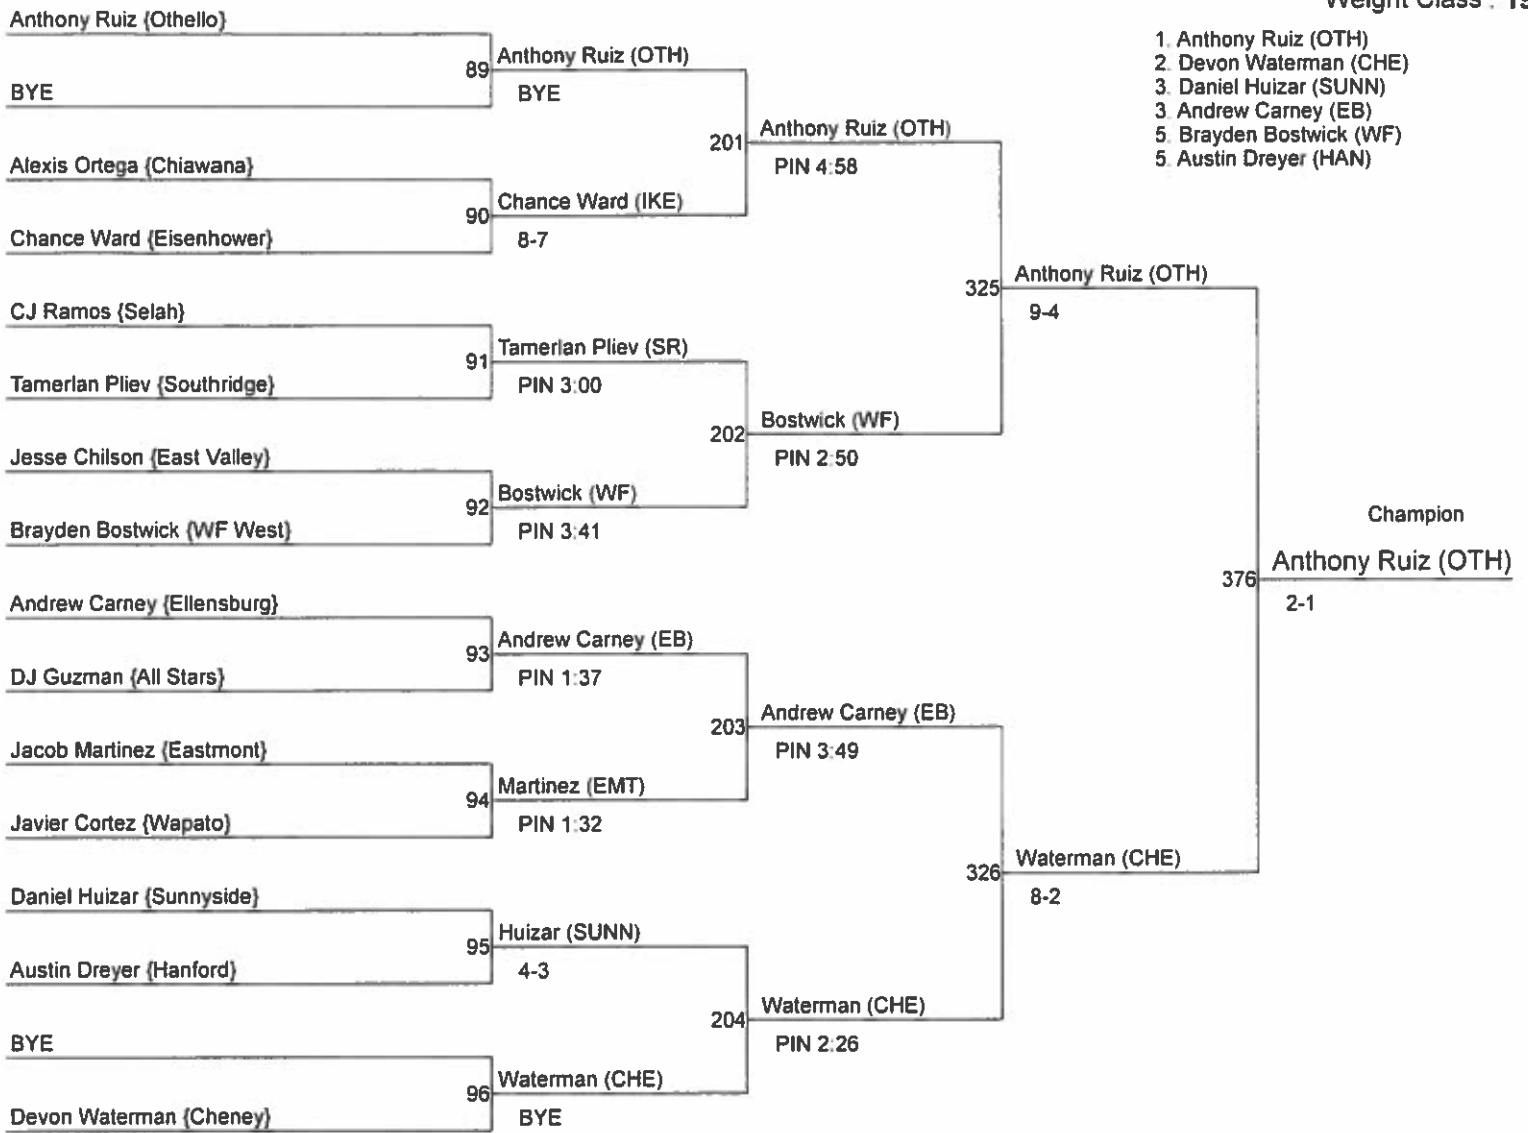 Weight Class :
1. Anthony Ruiz (OTH)
2. Devon Waterman (CHE)
3. Daniel Huizar (SUNN)
3. Andrew Carney (EB)
5. Brayden Bostwick (WF)
5. Austin Dreyer (HAN)
Anthony Ruiz {Othello}
89 Anthony Ruiz (OTH)
BYE
BYE
201 Anthony Ruiz (OTH)
PIN 4:58
Alexis Ortega {Chiawana}
90 Chance Ward (IKE)
8-7
Chance Ward {Eisenhower}
325 Anthony Ruiz (OTH)
9-4
CJ Ramos {Selah}
91 Tamerlan Pliev (SR)
PIN 3:00
Tamerlan Pliev {Southridge}
202 Bostwick (WF)
PIN 2:50
Jesse Chilson {East Valley}
92 Bostwick (WF)
PIN 3:41
Brayden Bostwick {WF West}
Champion
376 Anthony Ruiz (OTH)
2-1
Andrew Carney {Ellensburg}
93 Andrew Carney (EB)
PIN 1:37
DJ Guzman {All Stars}
203 Andrew Carney (EB)
PIN 3:49
Jacob Martinez {Eastmont}
94 Martinez (EMT)
PIN 1:32
Javier Cortez {Wapato}
326 Waterman (CHE)
8-2
Daniel Huizar {Sunnyside}
95 Huizar (SUNN)
4-3
Austin Dreyer {Hanford}
204 Waterman (CHE)
PIN 2:26
BYE
96 Waterman (CHE)
BYE
Devon Waterman {Cheney}